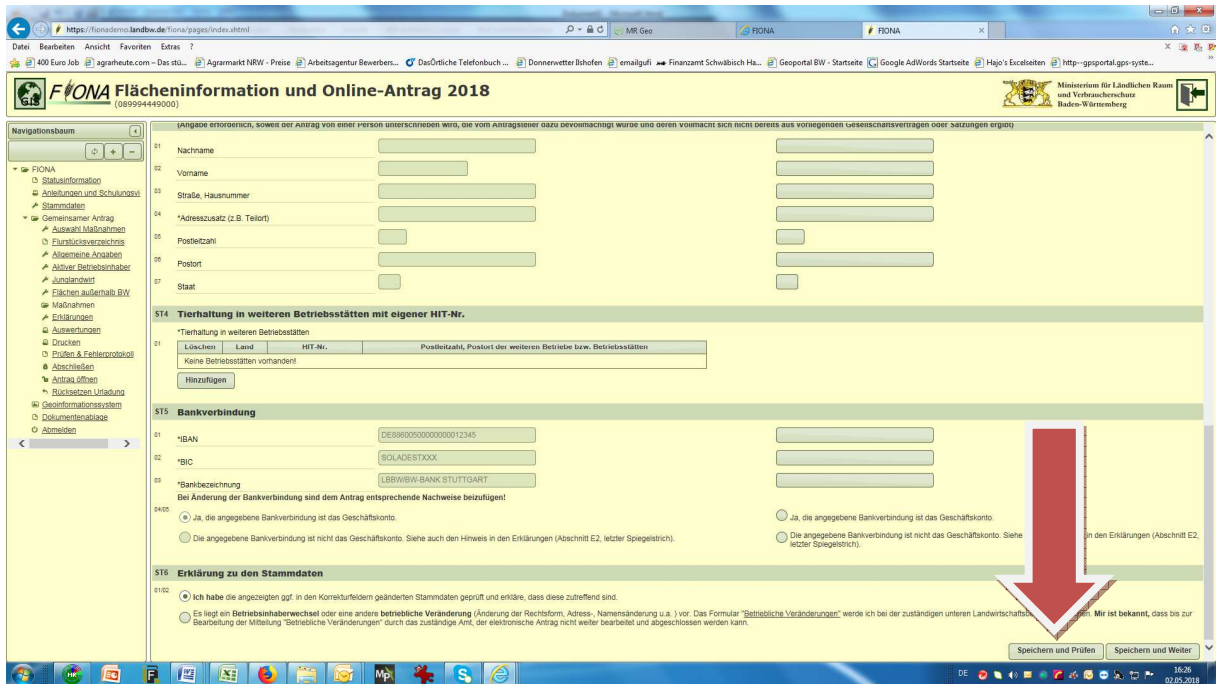 https://fionademo.landbw.de/fiona/pages/index.xhtml
MR Geo
FIONA
FIONA
Datei Bearbeiten Ansicht Favoriten Extras ?
400 Euro Job agrarheute.com – Das stü... Agrarmarkt NRW - Preise Arbeitsagentur Bewerbers... DasÖrtliche Telefonbuch ... Donnerwetter Ilshofen emailgufi Finanzamt Schwäbisch Ha... Geoportal BW - Startseite Google AdWords Startseite Hajo's Excelseiten http--gpsportal.gps-syste...
GIS
FIONA Flächeninformation und Online-Antrag 2018
(089994449000)
Ministerium für Ländlichen Raum
und Verbraucherschutz
Baden-Württemberg
Navigationsbaum
FIONA
Statusinformation
Anleitungen und Schulungsvi
Stammdaten
Gemeinsamer Antrag
Auswahl Maßnahmen
Flurstücksverzeichnis
Allgemeine Angaben
Aktiver Betriebsinhaber
Junglandwirt
Flächen außerhalb BW
Maßnahmen
Erklärungen
Auswertungen
Drucken
Prüfen & Fehlerprotokoll
Abschließen
Antrag öffnen
Rücksetzen Urladung
Geoinformationssystem
Dokumentenablage
Abmelden
(Angabe erforderlich, soweit der Antrag von einer Person unterschrieben wird, die vom Antragsteller dazu bevollmächtigt wurde und deren Vollmacht sich nicht bereits aus vorliegenden Gesellschaftsverträgen oder Satzungen ergibt)
01 Nachname
02 Vorname
03 Straße, Hausnummer
04 *Adresszusatz (z.B. Teilort)
05 Postleitzahl
06 Postort
07 Staat
ST4 Tierhaltung in weiteren Betriebsstätten mit eigener HIT-Nr.
*Tierhaltung in weiteren Betriebsstätten
01 Löschen Land HIT-Nr. Postleitzahl, Postort der weiteren Betriebe bzw. Betriebsstätten
Keine Betriebsstätten vorhanden!
Hinzufügen
ST5 Bankverbindung
01 *IBAN DE88600500000000012345
02 *BIC SOLADESTXXX
03 *Bankbezeichnung LBBW/BW-BANK STUTTGART
Bei Änderung der Bankverbindung sind dem Antrag entsprechende Nachweise beizufügen!
04/05 Ja, die angegebene Bankverbindung ist das Geschäftskonto. Ja, die angegebene Bankverbindung ist das Geschäftskonto.
Die angegebene Bankverbindung ist nicht das Geschäftskonto. Siehe auch den Hinweis in den Erklärungen (Abschnitt E2, letzter Spiegelstrich). Die angegebene Bankverbindung ist nicht das Geschäftskonto. Siehe in den Erklärungen (Abschnitt E2,
letzter Spiegelstrich).
ST6 Erklärung zu den Stammdaten
01/02 Ich habe die angezeigten ggf. in den Korrekturfeldern geänderten Stammdaten geprüft und erkläre, dass diese zutreffend sind.
Es liegt ein Betriebsinhaberwechsel oder eine andere betriebliche Veränderung (Änderung der Rechtsform, Adress-, Namensänderung u.a. ) vor. Das Formular "Betriebliche Veränderungen" werde ich bei der zuständigen unteren Mir ist bekannt, dass bis zur
Bearbeitung der Mitteilung "Betriebliche Veränderungen" durch das zuständige Amt, der elektronische Antrag nicht weiter bearbeitet und abgeschlossen werden kann.
Speichern und Prüfen Speichern und Weiter
DE 16:26
02.05.2018